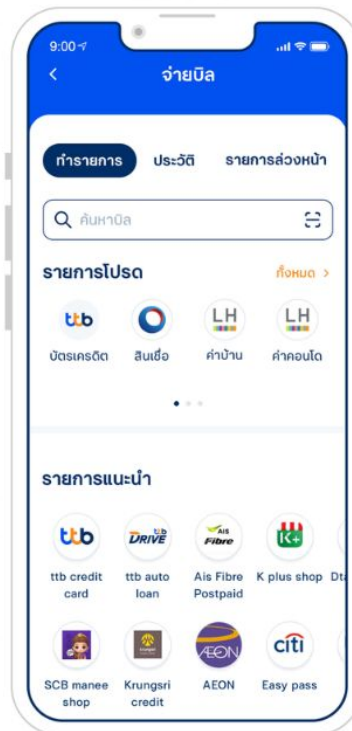 9:00
จ่ายบิล
ทำรายการ ประวัติ รายการล่วงหน้า
ค้นหาบิล
รายการโปรด ทั้งหมด >
ttb LH LH
บัตรเครดิต สินเชื่อ ค่าบ้าน ค่าคอนโด
รายการแนะนำ
ttb ttb DRIVE AIS Fibre K+
ttb credit card ttb auto loan Ais Fibre Postpaid K plus shop Dt
Krungsri AEON citi
SCB manee shop Krungsri credit AEON Easy pass